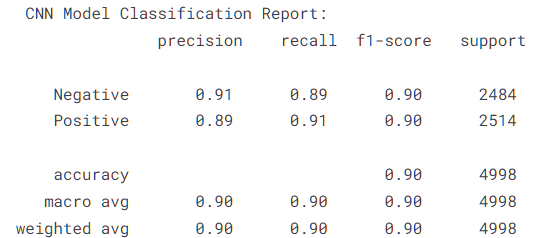 CNN Model Classification Report:
precision recall f1-score support
Negative 0.91 0.89 0.90 2484
Positive 0.89 0.91 0.90 2514
accuracy 0.90 4998
macro avg 0.90 0.90 0.90 4998
weighted avg 0.90 0.90 0.90 4998